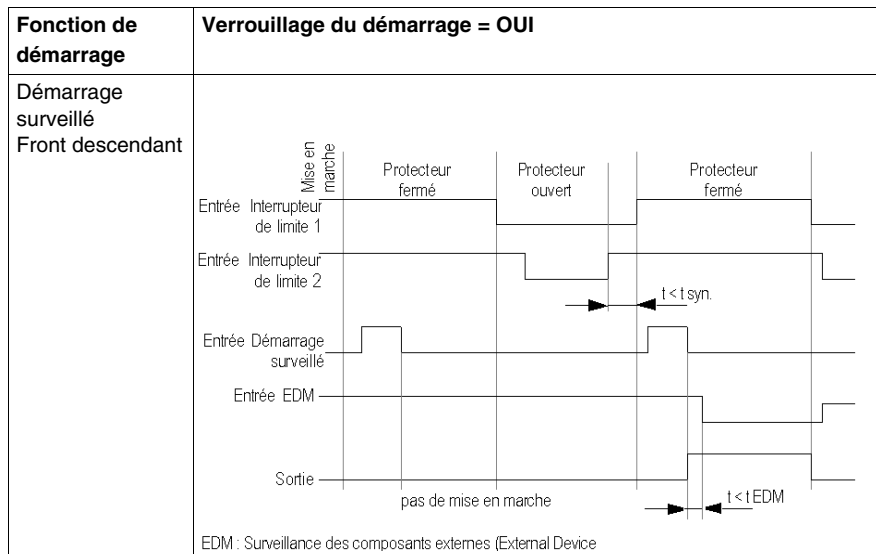 Fonction de
démarrage
Verrouillage du démarrage = OUI
Démarrage
surveillé
Front descendant
Mise en
marche
Protecteur
fermé
Protecteur
ouvert
Protecteur
fermé
Entrée Interrupteur
de limite 1
Entrée Interrupteur
de limite 2
t < t syn.
Entrée Démarrage
surveillé
Entrée EDM
Sortie
pas de mise en marche
t < t EDM
EDM : Surveillance des composants externes (External Device